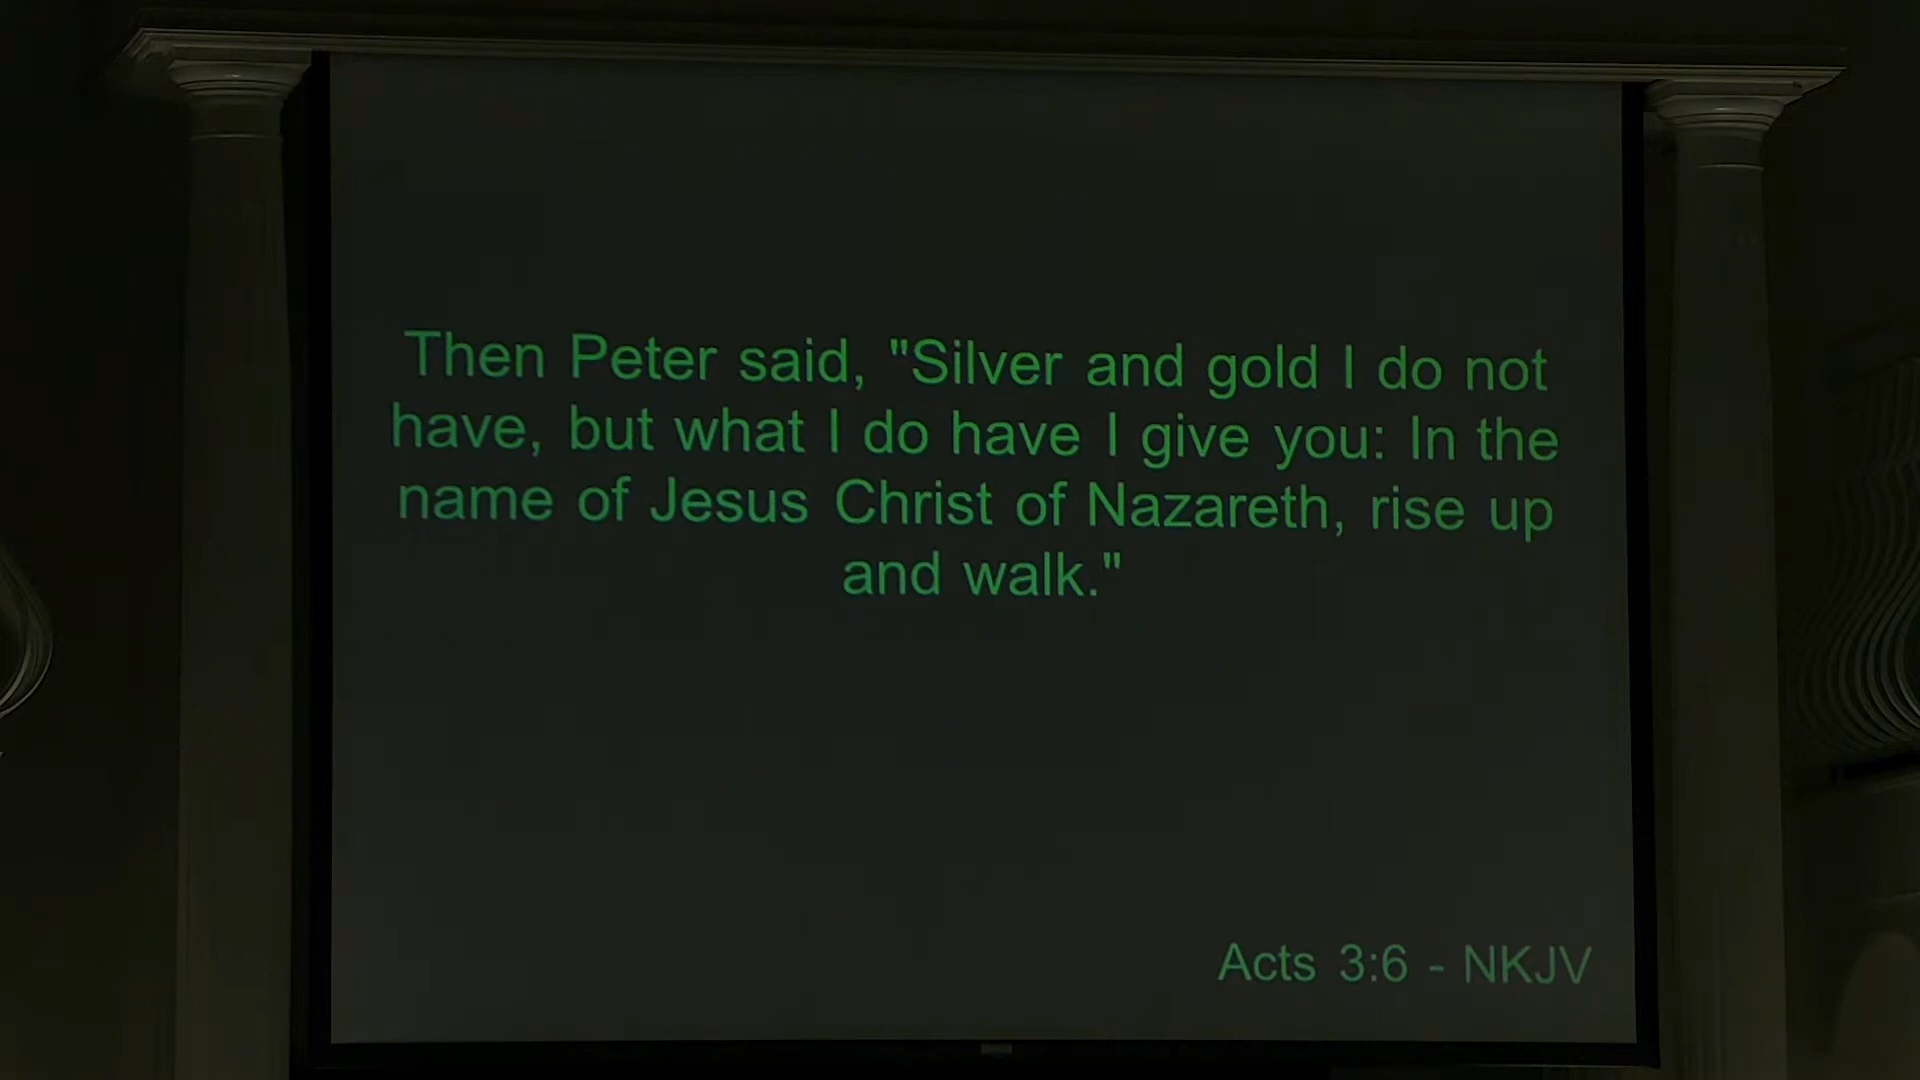 Then Peter said, "Silver and gold I do not
have, but what I do have I give you: In the
name of Jesus Christ of Nazareth, rise up
and walk."
Acts 3:6 - NKJV